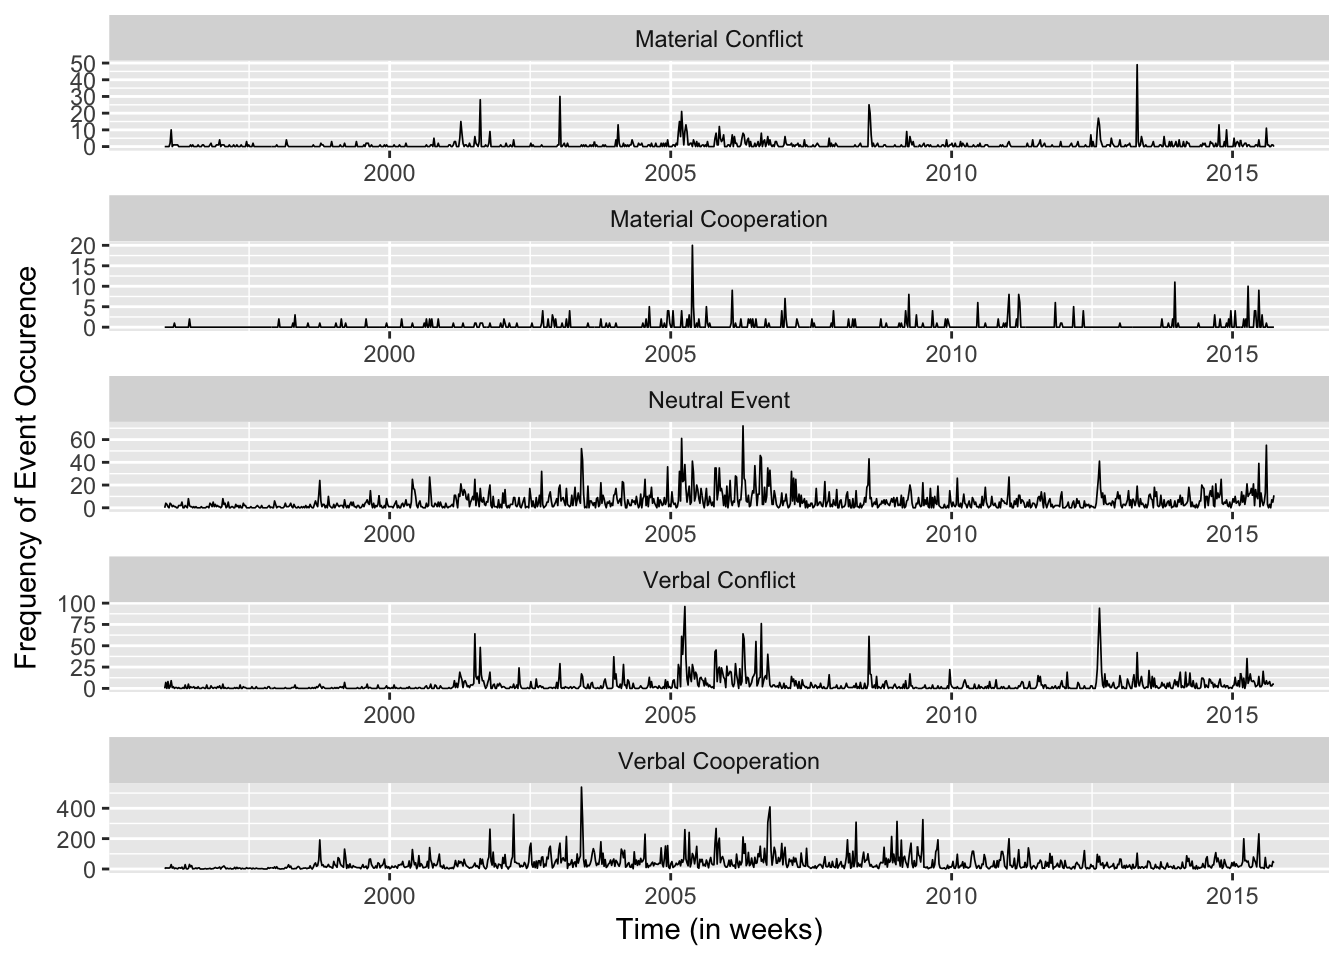 Material Conflict
50
40
30
20
10
0
2000 2005 2010 2015
Material Cooperation
20
15
10
5
0
2000 2005 2010 2015
Neutral Event
60
40
20
0
2000 2005 2010 2015
Verbal Conflict
100
75
50
25
0
2000 2005 2010 2015
Verbal Cooperation
400
200
0
2000 2005 2010 2015
Time (in weeks)
Frequency of Event Occurence